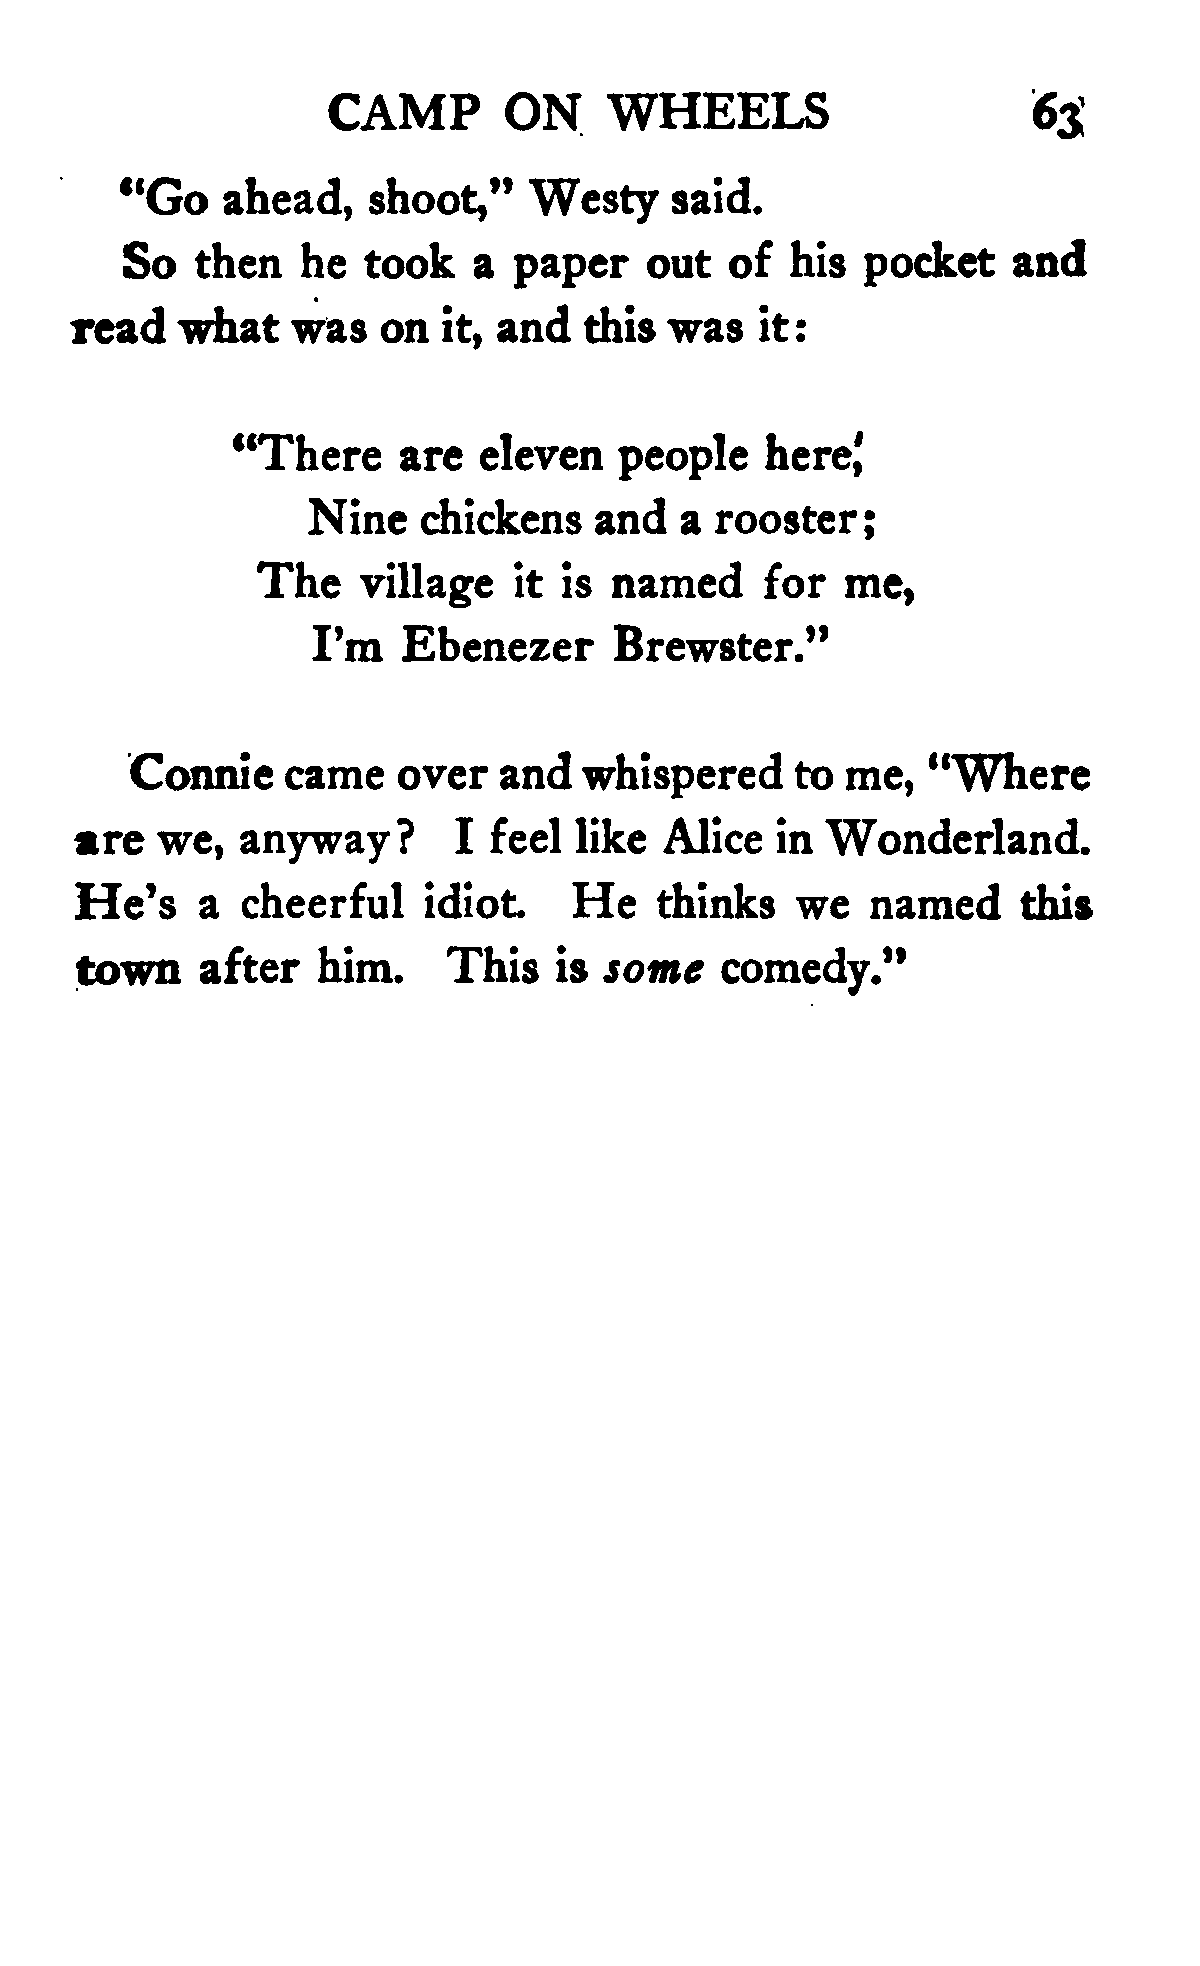 CAMP ON WHEELS 63
“Go ahead, shoot,” Westy said.
So then he took a paper out of his pocket and
read what was on it, and this was it:
“There are eleven people here,
Nine chickens and a rooster;
The village it is named for me,
I’m Ebenezer Brewster.”
Connie came over and whispered to me, “Where
are we, anyway? I feel like Alice in Wonderland.
He’s a cheerful idiot. He thinks we named this
town after him. This is some comedy.”